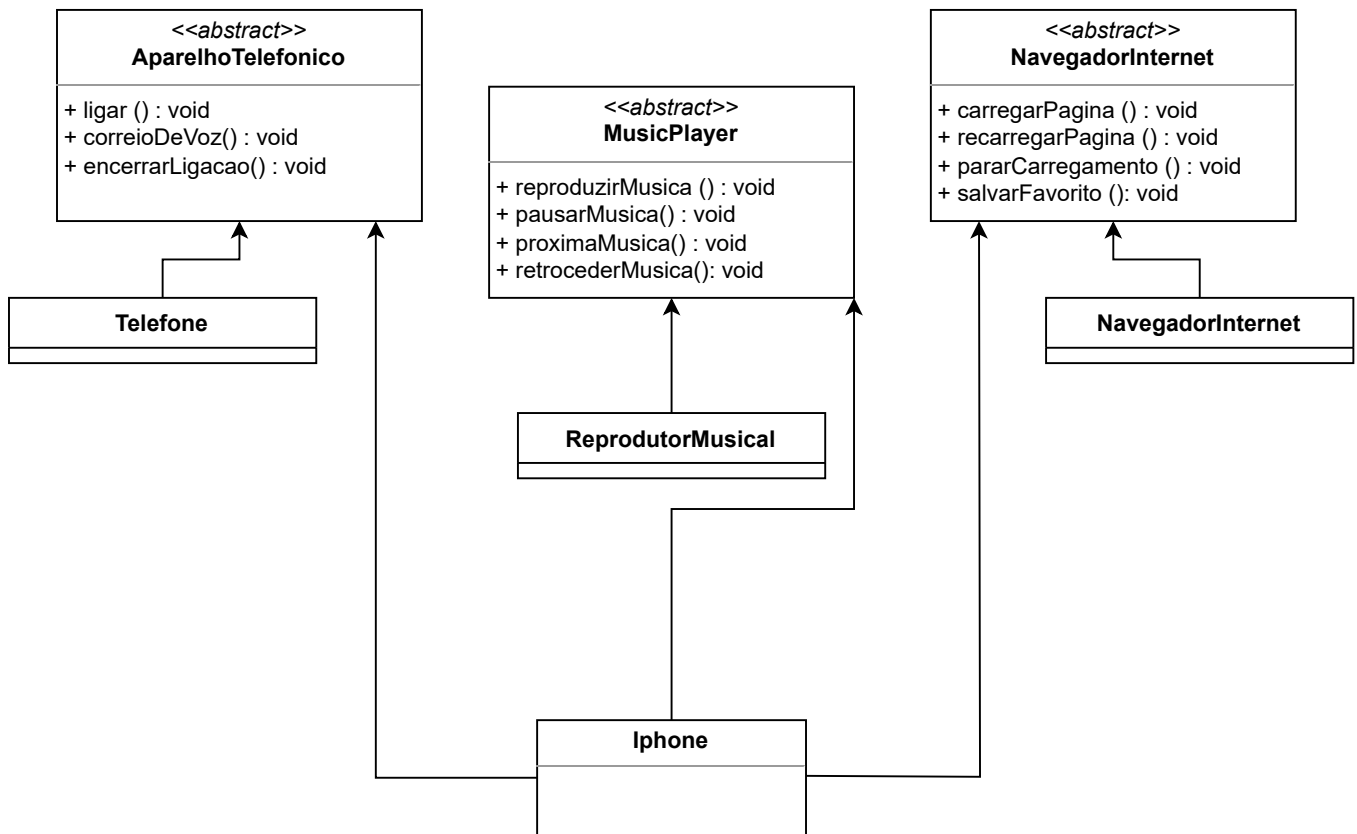 <<abstract>>
AparelhoTelefonico
+ ligar () : void
+ correioDeVoz() : void
+ encerrarLigacao() : void
<<abstract>>
MusicPlayer
+ reproduzirMusica () : void
+ pausarMusica() : void
+ proximaMusica() : void
+ retrocederMusica(): void
<<abstract>>
NavegadorInternet
+ carregarPagina () : void
+ recarregarPagina () : void
+ pararCarregamento () : void
+ salvarFavorito (): void
Telefone
NavegadorInternet
ReprodutorMusical
Iphone